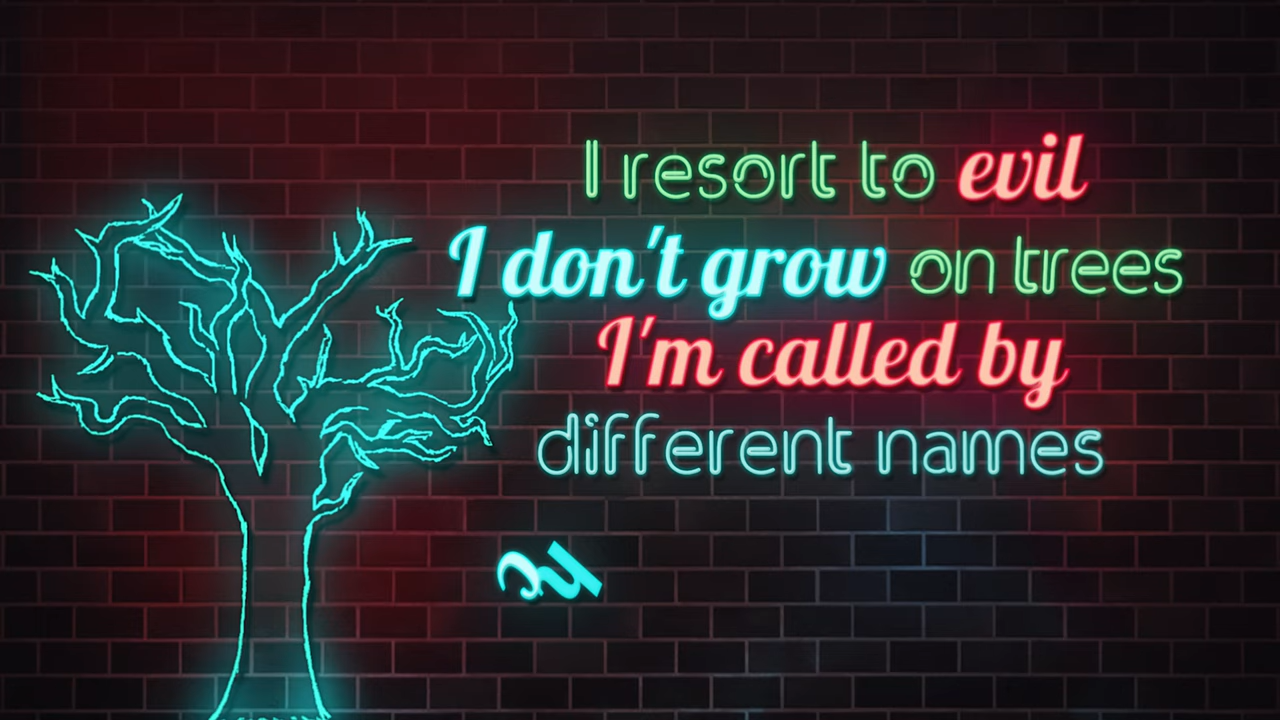 I resort to evil
I don't grow on trees
I'm called by
different names